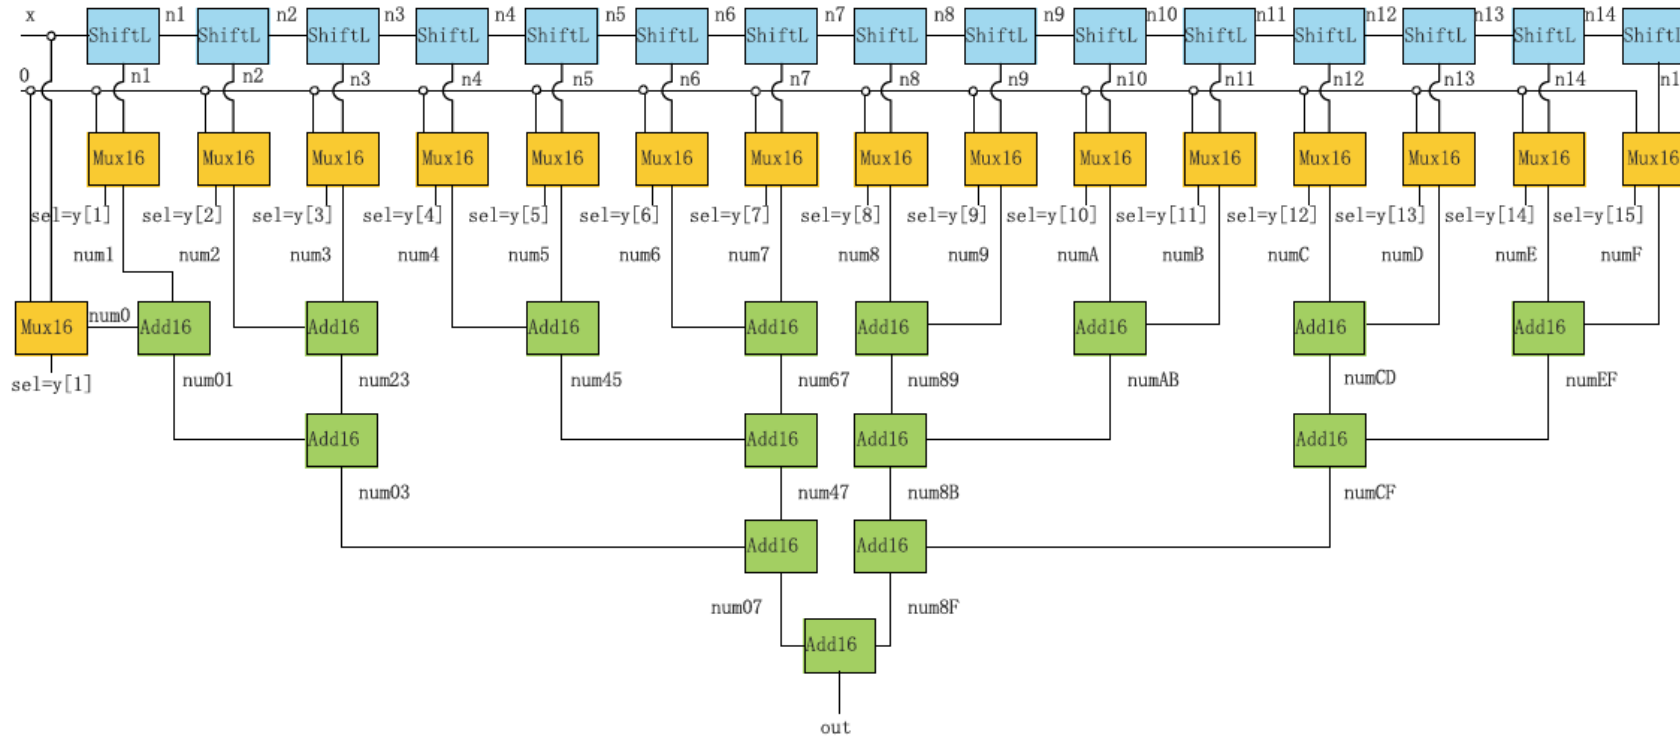 x n1 n2 n3 n4 n5 n6 n7 n8 n9 n10 n11 n12 n13 n14
ShiftL ShiftL ShiftL ShiftL ShiftL ShiftL ShiftL ShiftL ShiftL ShiftL ShiftL ShiftL ShiftL ShiftL ShiftL
0 n1 n2 n3 n4 n5 n6 n7 n8 n9 n10 n11 n12 n13 n14 n1
Mux16 Mux16 Mux16 Mux16 Mux16 Mux16 Mux16 Mux16 Mux16 Mux16 Mux16 Mux16 Mux16 Mux16 Mux16
sel=y[1] sel=y[2] sel=y[3] sel=y[4] sel=y[5] sel=y[6] sel=y[7] sel=y[8] sel=y[9] sel=y[10] sel=y[11] sel=y[12] sel=y[13] sel=y[14] sel=y[15]
num1 num2 num3 num4 num5 num6 num7 num8 num9 numA numB numC numD numE numF
Mux16 num0 Add16 Add16 Add16 Add16 Add16 Add16 Add16 Add16
sel=y[1] num01 num23 num45 num67 num89 numAB numCD numEF
Add16 Add16 Add16 Add16
num03 num47 num8B numCF
Add16 Add16
num07 num8F
Add16
out